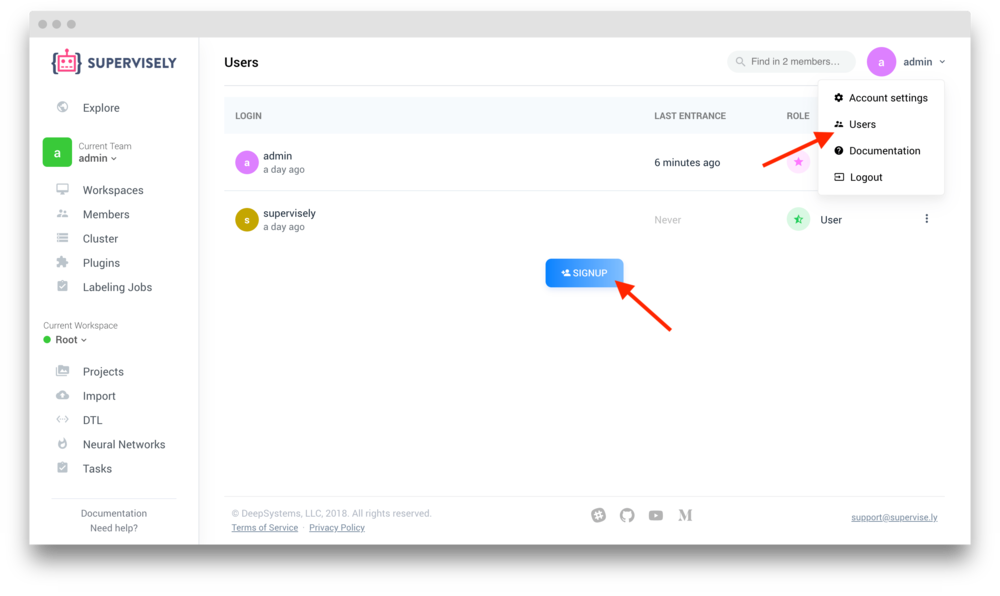 SUPERVISELY
Users
Find in 2 members...
a
admin
Explore
a
Current Team
admin
Workspaces
Members
Cluster
Plugins
Labeling Jobs
Current Workspace
Root
Projects
Import
DTL
Neural Networks
Tasks
Documentation
Need help?
LOGIN
LAST ENTRANCE
ROLE
a
admin
a day ago
6 minutes ago
s
supervisely
a day ago
Never
User
SIGNUP
Account settings
Users
Documentation
Logout
© DeepSystems, LLC, 2018. All rights reserved.
Terms of Service · Privacy Policy
M
support@supervise.ly